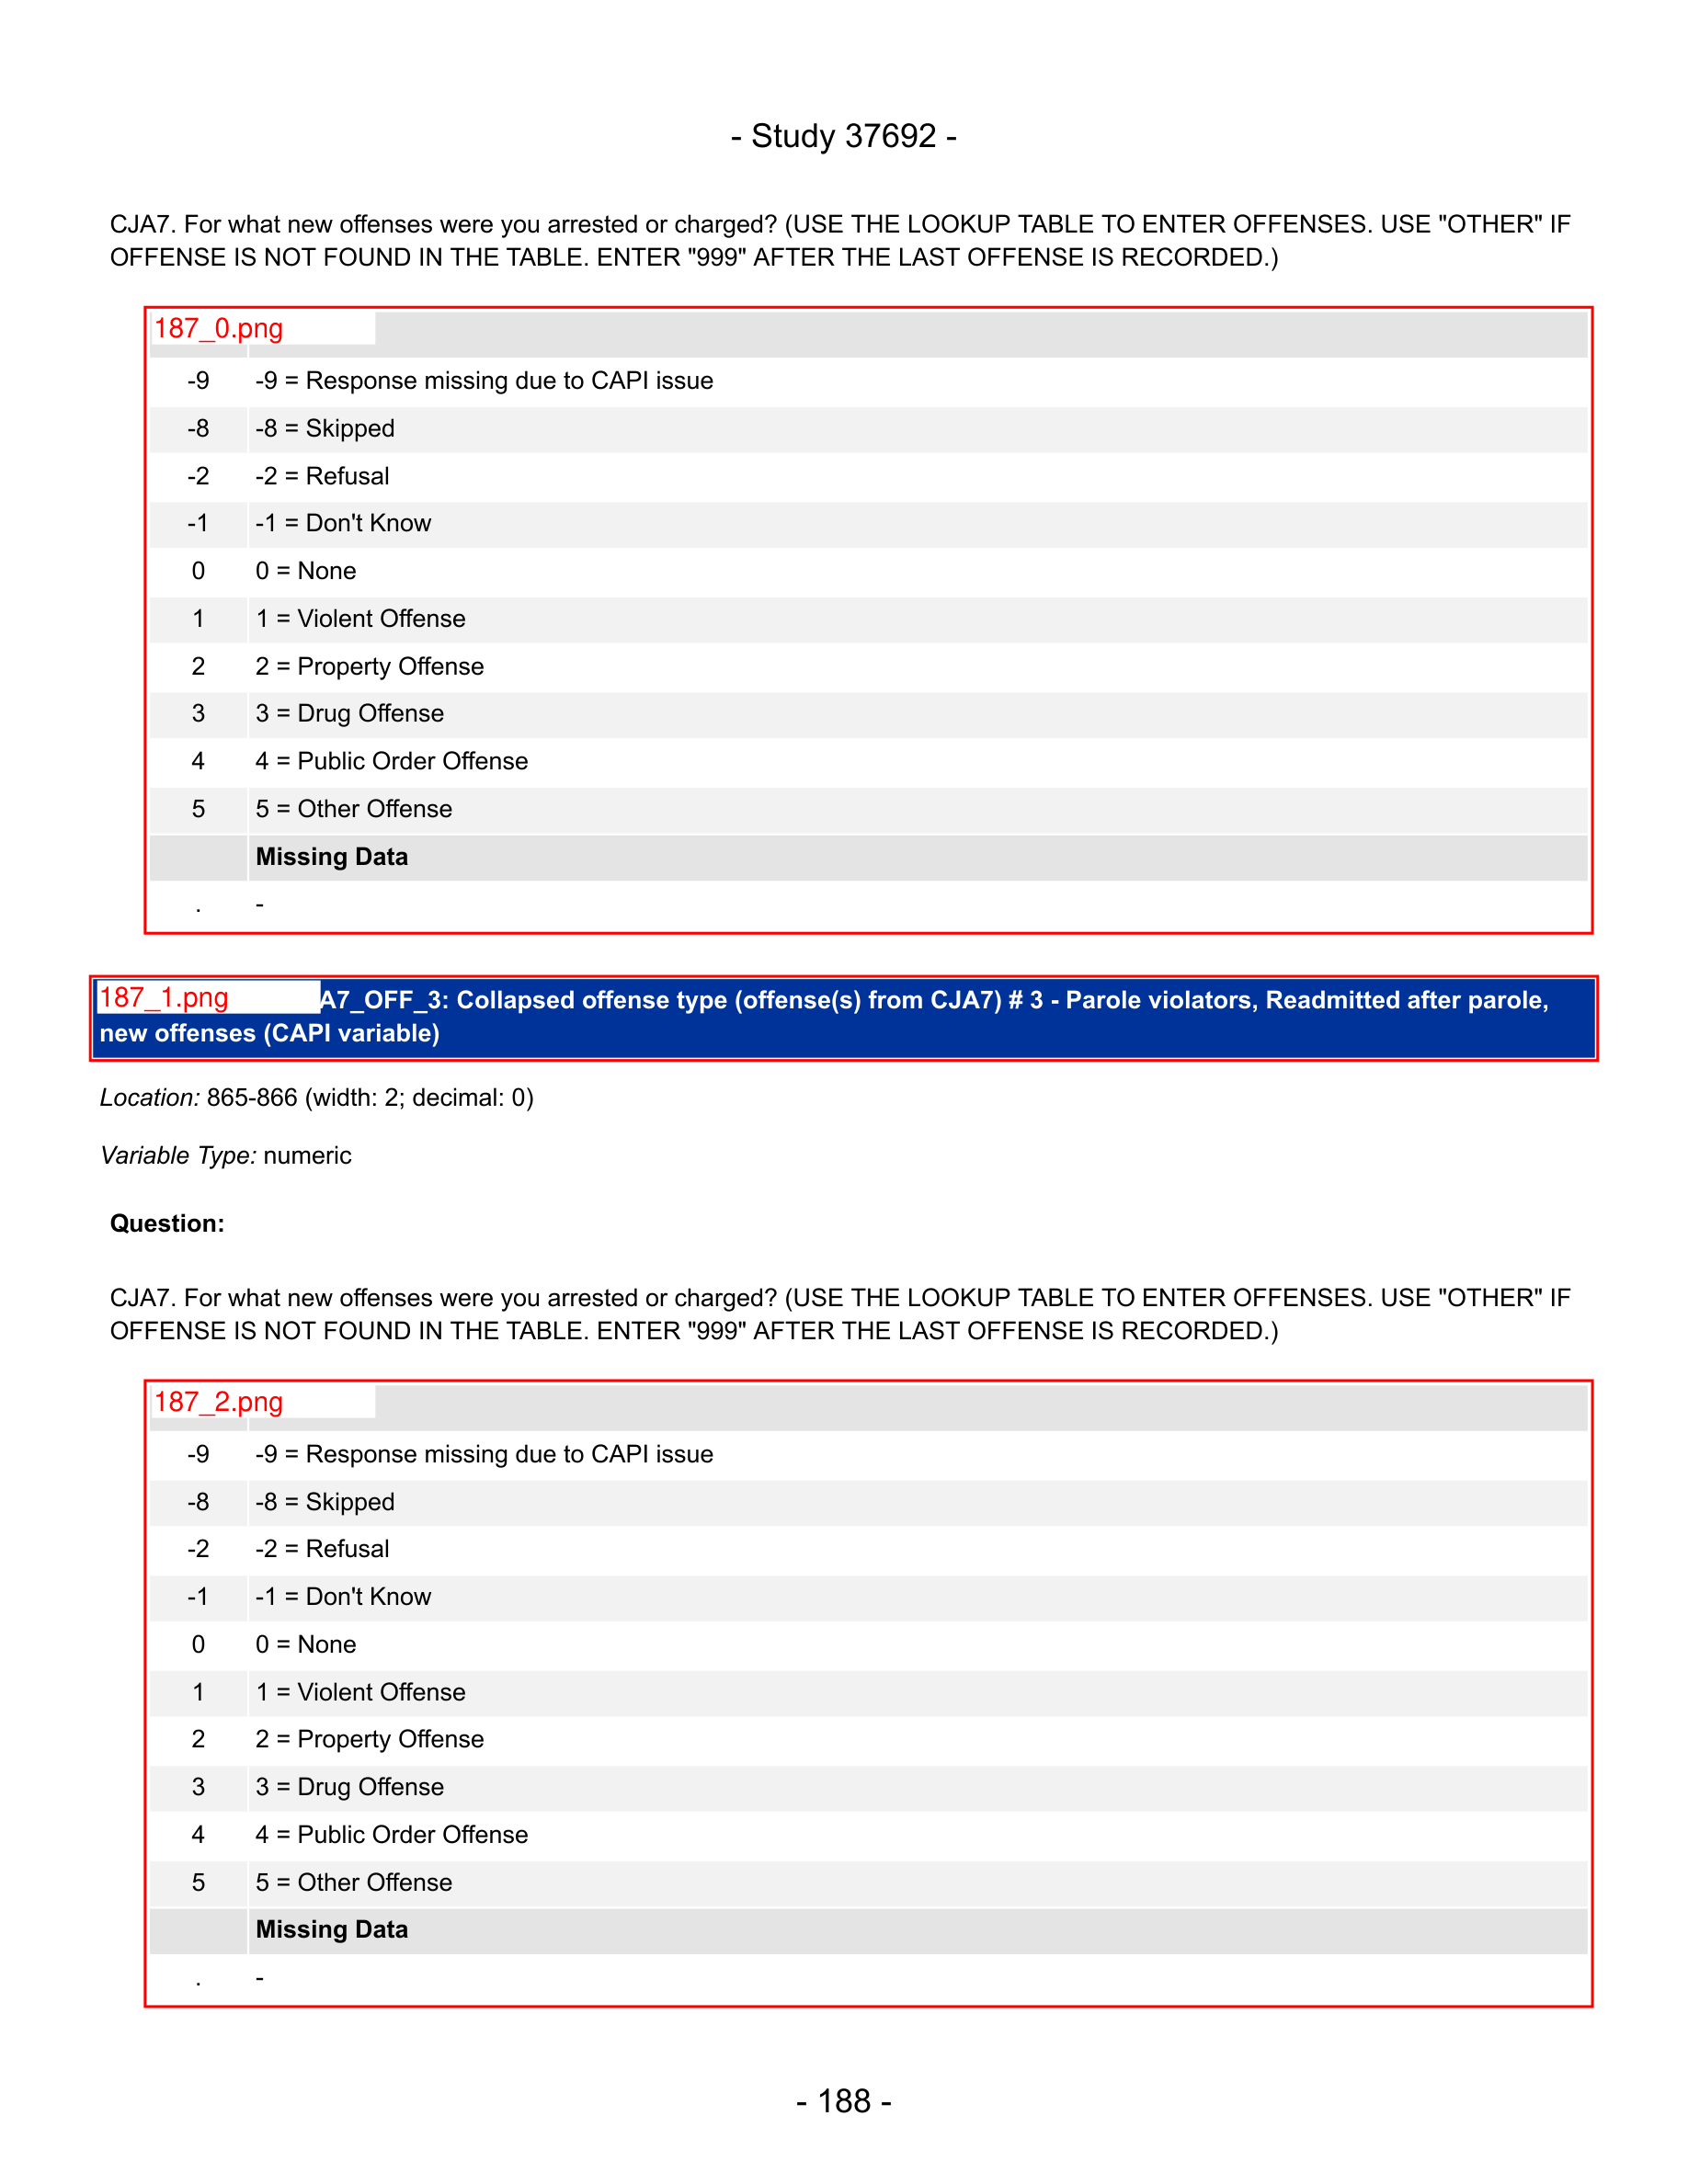 - Study 37692 -
CJA7. For what new offenses were you arrested or charged? (USE THE LOOKUP TABLE TO ENTER OFFENSES. USE "OTHER" IF
OFFENSE IS NOT FOUND IN THE TABLE. ENTER "999" AFTER THE LAST OFFENSE IS RECORDED.)
187_0.png
-9 -9 = Response missing due to CAPI issue
-8 -8 = Skipped
-2 -2 = Refusal
-1 -1 = Don't Know
0 0 = None
1 1 = Violent Offense
2 2 = Property Offense
3 3 = Drug Offense
4 4 = Public Order Offense
5 5 = Other Offense
Missing Data
. -
187_1.png A7_OFF_3: Collapsed offense type (offense(s) from CJA7) # 3 - Parole violators, Readmitted after parole,
new offenses (CAPI variable)
Location: 865-866 (width: 2; decimal: 0)
Variable Type: numeric
Question:
CJA7. For what new offenses were you arrested or charged? (USE THE LOOKUP TABLE TO ENTER OFFENSES. USE "OTHER" IF
OFFENSE IS NOT FOUND IN THE TABLE. ENTER "999" AFTER THE LAST OFFENSE IS RECORDED.)
187_2.png
-9 -9 = Response missing due to CAPI issue
-8 -8 = Skipped
-2 -2 = Refusal
-1 -1 = Don't Know
0 0 = None
1 1 = Violent Offense
2 2 = Property Offense
3 3 = Drug Offense
4 4 = Public Order Offense
5 5 = Other Offense
Missing Data
. -
- 188 -